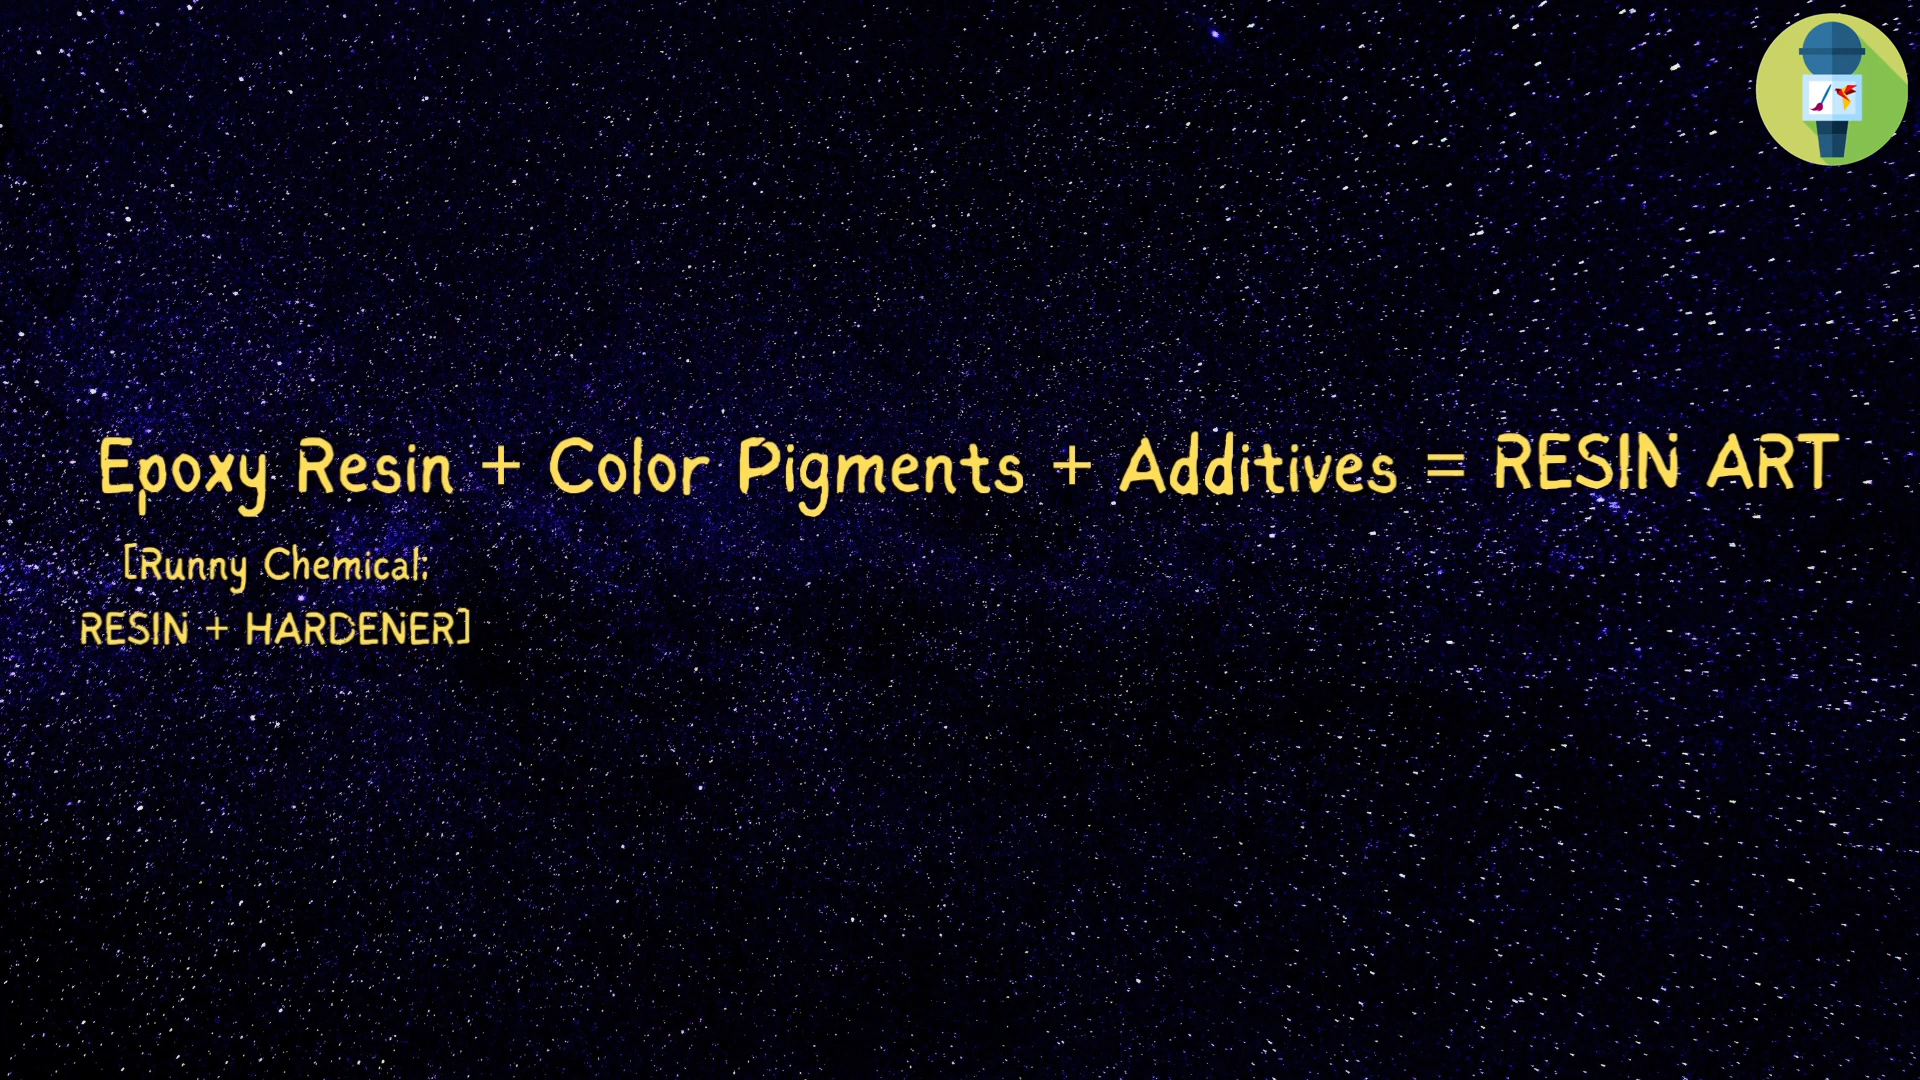 Epoxy Resin + Color Pigments + Additives = RESIN ART
[Runny Chemical:
RESIN + HARDENER]